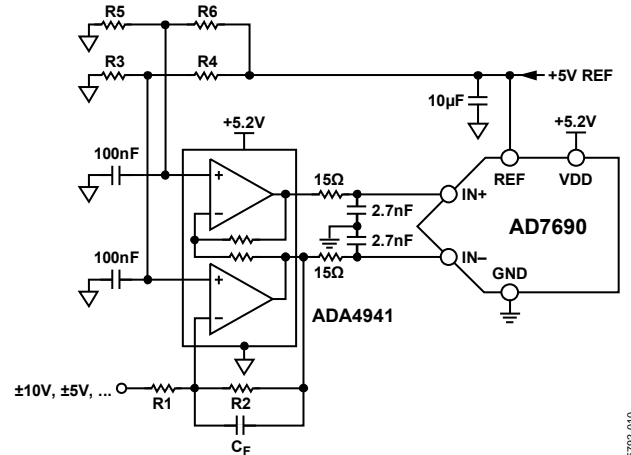 R5
R6
R3
R4
+5V REF
10µF
+5.2V
+5.2V
100nF
REF
VDD
+
15Ω
IN+
−
2.7nF
AD7690
2.7nF
100nF
IN−
+
15Ω
GND
−
ADA4941
±10V, ±5V, ...
R1
R2
CF